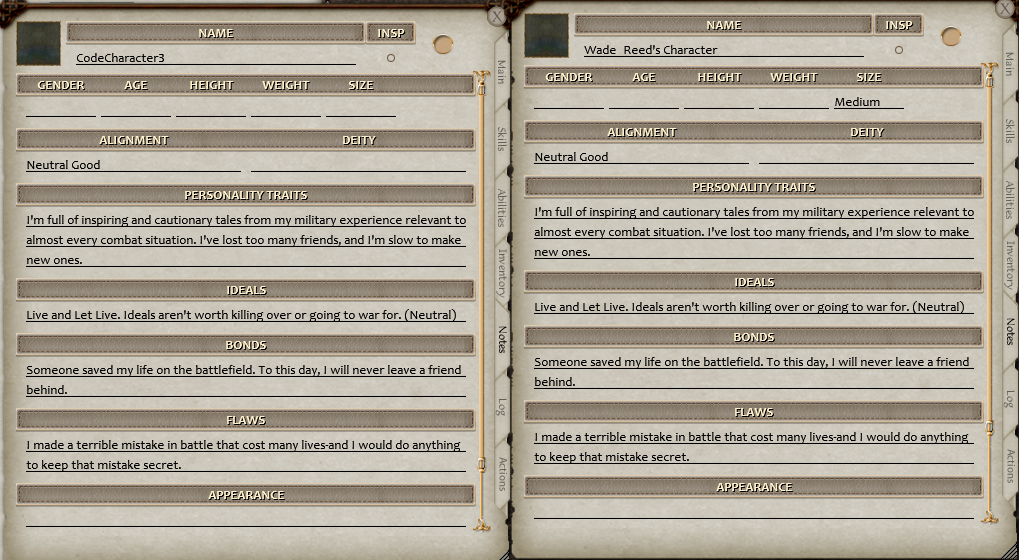 NAME INSP
CodeCharacter3
GENDER AGE HEIGHT WEIGHT SIZE
ALIGNMENT DEITY
Neutral Good
PERSONALITY TRAITS
I'm full of inspiring and cautionary tales from my military experience relevant to
almost every combat situation. I've lost too many friends, and I'm slow to make
new ones.
IDEALS
Live and Let Live. Ideals aren't worth killing over or going to war for. (Neutral)
BONDS
Someone saved my life on the battlefield. To this day, I will never leave a friend
behind.
FLAWS
I made a terrible mistake in battle that cost many lives-and I would do anything
to keep that mistake secret.
APPEARANCE
X
Main
Skills
Abilities
Inventory
Notes
Log
Actions
NAME INSP
Wade Reed's Character
GENDER AGE HEIGHT WEIGHT SIZE
Medium
ALIGNMENT DEITY
Neutral Good
PERSONALITY TRAITS
I'm full of inspiring and cautionary tales from my military experience relevant to
almost every combat situation. I've lost too many friends, and I'm slow to make
new ones.
IDEALS
Live and Let Live. Ideals aren't worth killing over or going to war for. (Neutral)
BONDS
Someone saved my life on the battlefield. To this day, I will never leave a friend
behind.
FLAWS
I made a terrible mistake in battle that cost many lives-and I would do anything
to keep that mistake secret.
APPEARANCE
X
Main
Skills
Abilities
Inventory
Notes
Log
Actions